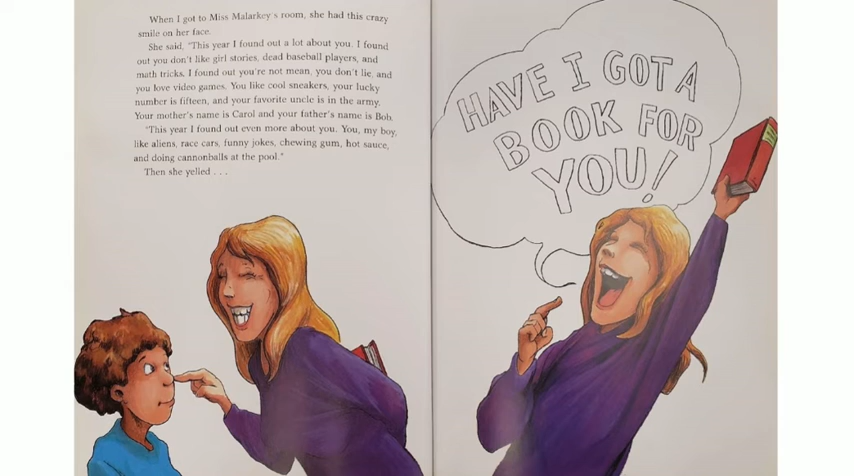 When I got to Miss Malarkey's room, she had this crazy
smile on her face.
She said, "This year I found out a lot about you. I found
out you don't like girl stories, dead baseball players, and
math tricks. I found out you're not mean, you don't lie, and
you love video games. You like cool sneakers, your lucky
number is fifteen, and your favorite uncle is in the army.
Your mother's name is Carol and your father's name is Bob.
"This year I found out even more about you. You, my boy,
like aliens, race cars, funny jokes, chewing gum, hot sauce,
and doing cannonballs at the pool."
Then she yelled . . .
HAVE I GOT A
BOOK FOR
YOU!